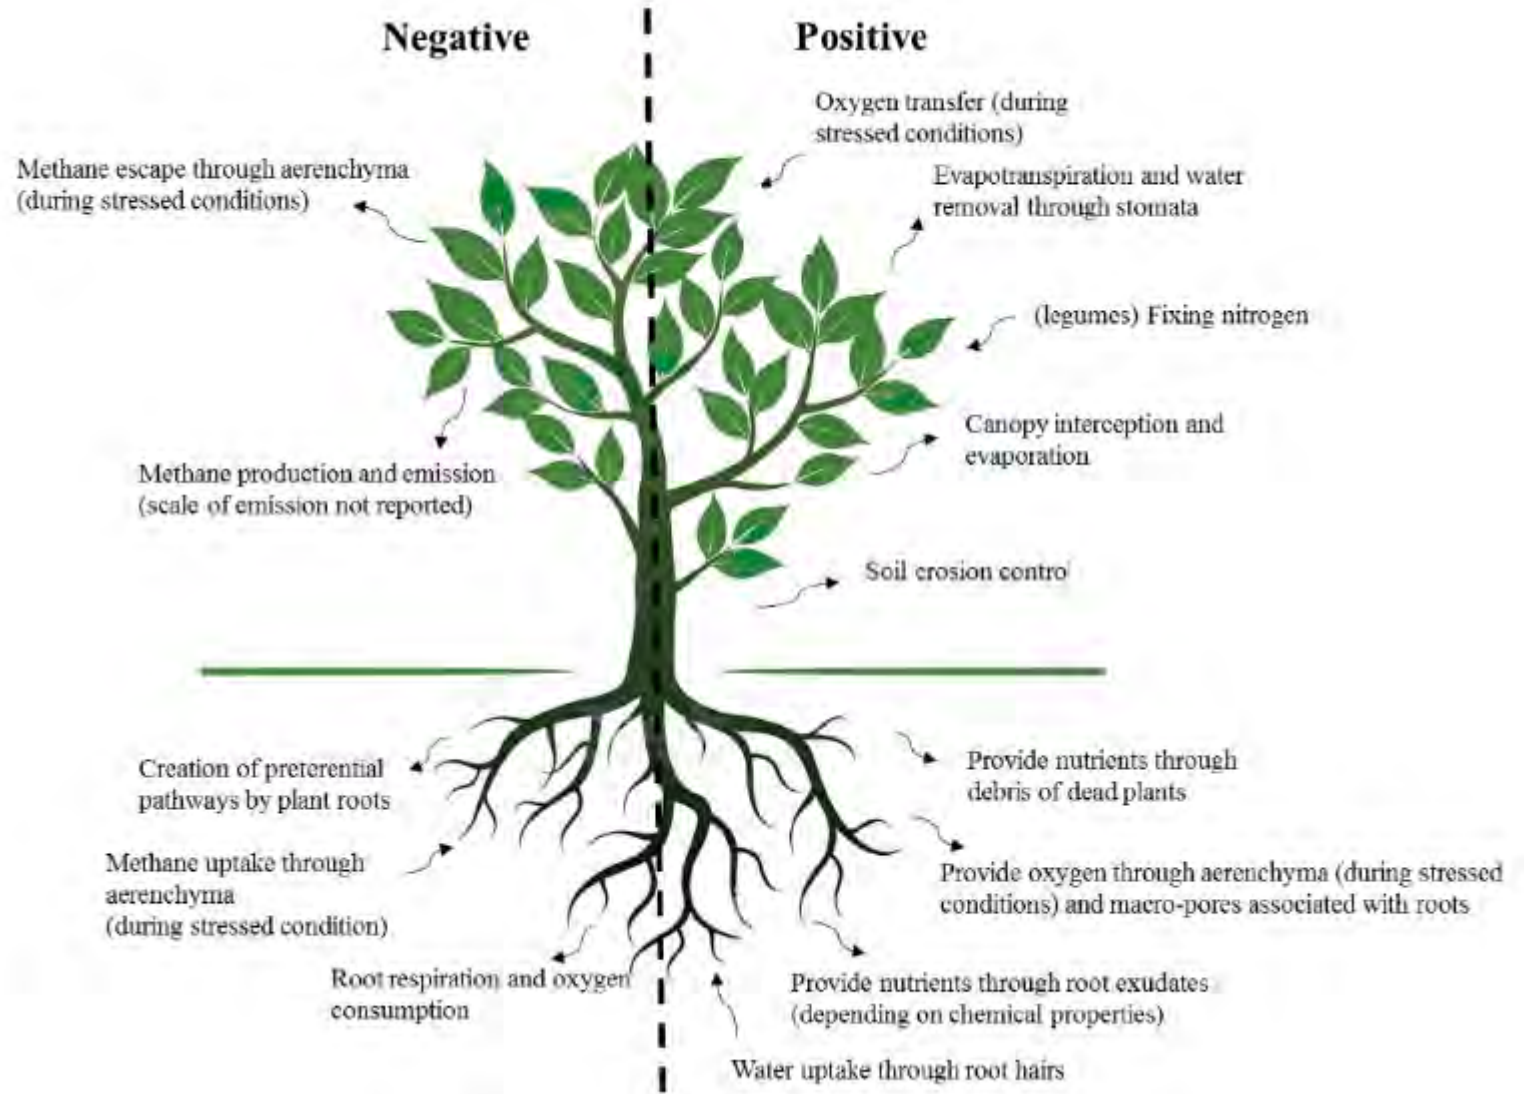 Negative
Positive
Oxygen transfer (during
stressed conditions)
Methane escape through aerenchyma
(during stressed conditions)
Evapotranspiration and water
removal through stomata
(legumes) Fixing nitrogen
Canopy interception and
evaporation
Methane production and emission
(scale of emission not reported)
Soil erosion control
Creation of preferential
pathways by plant roots
Provide nutrients through
debris of dead plants
Methane uptake through
aerenchyma
(during stressed condition)
Provide oxygen through aerenchyma (during stressed
conditions) and macro-pores associated with roots
Root respiration and oxygen
consumption
Provide nutrients through root exudates
(depending on chemical properties)
Water uptake through root hairs